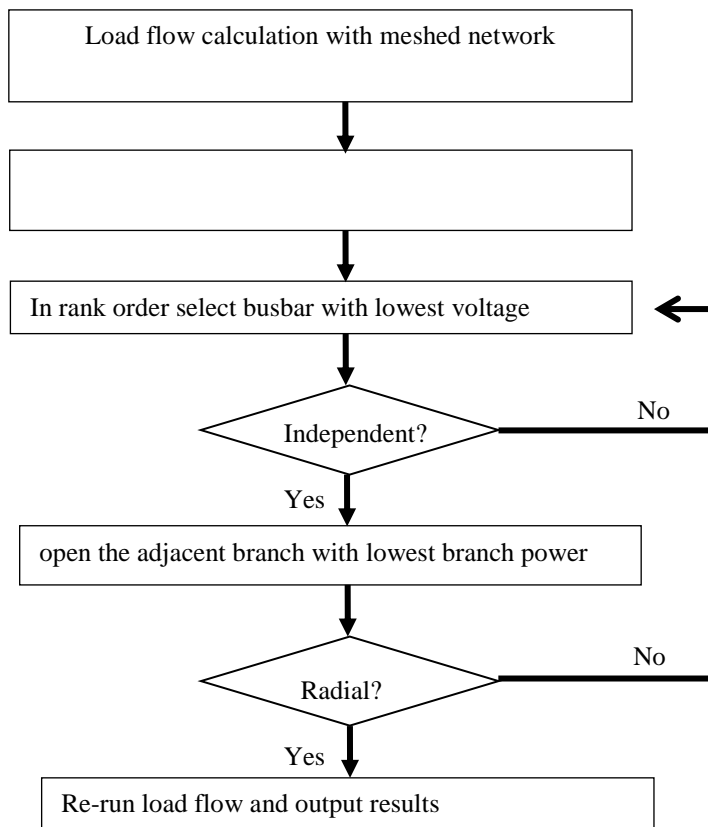 Load flow calculation with meshed network
In rank order select busbar with lowest voltage
No
Independent?
Yes
open the adjacent branch with lowest branch power
No
Radial?
Yes
Re-run load flow and output results